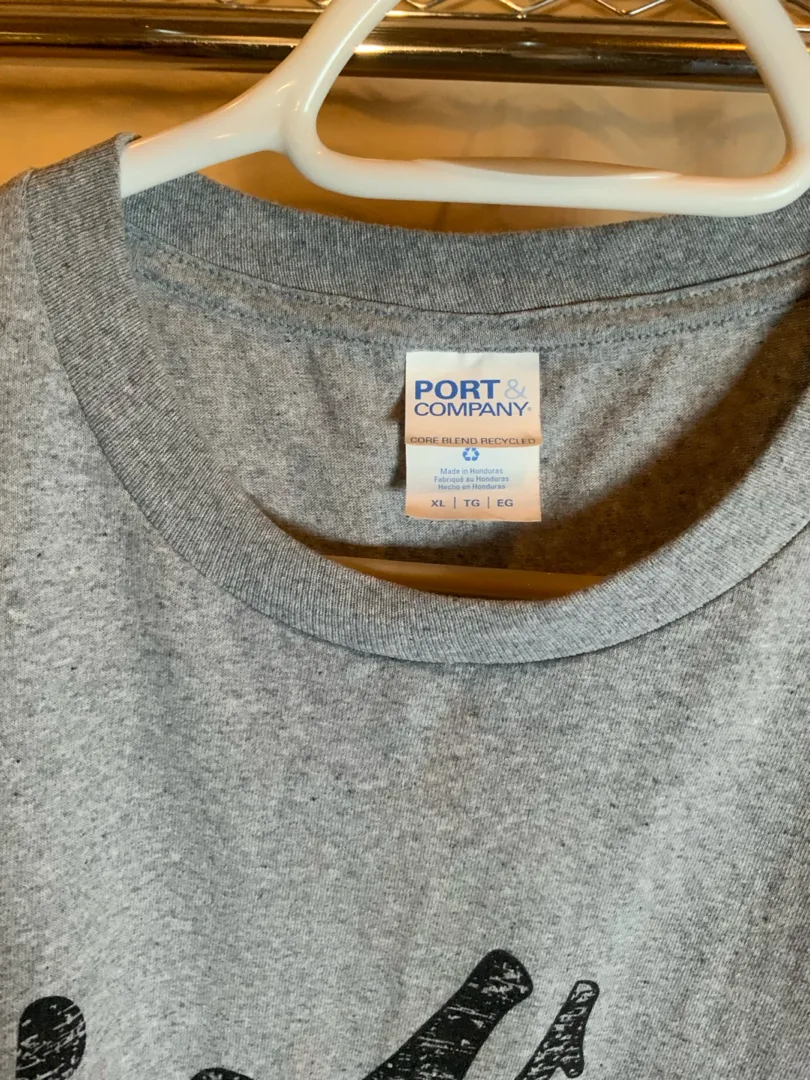 PORT &
COMPANY®
CORE BLEND RECYCLED
Made in Honduras
Fabriqué au Honduras
Hecho en Honduras
XL | TG | EG